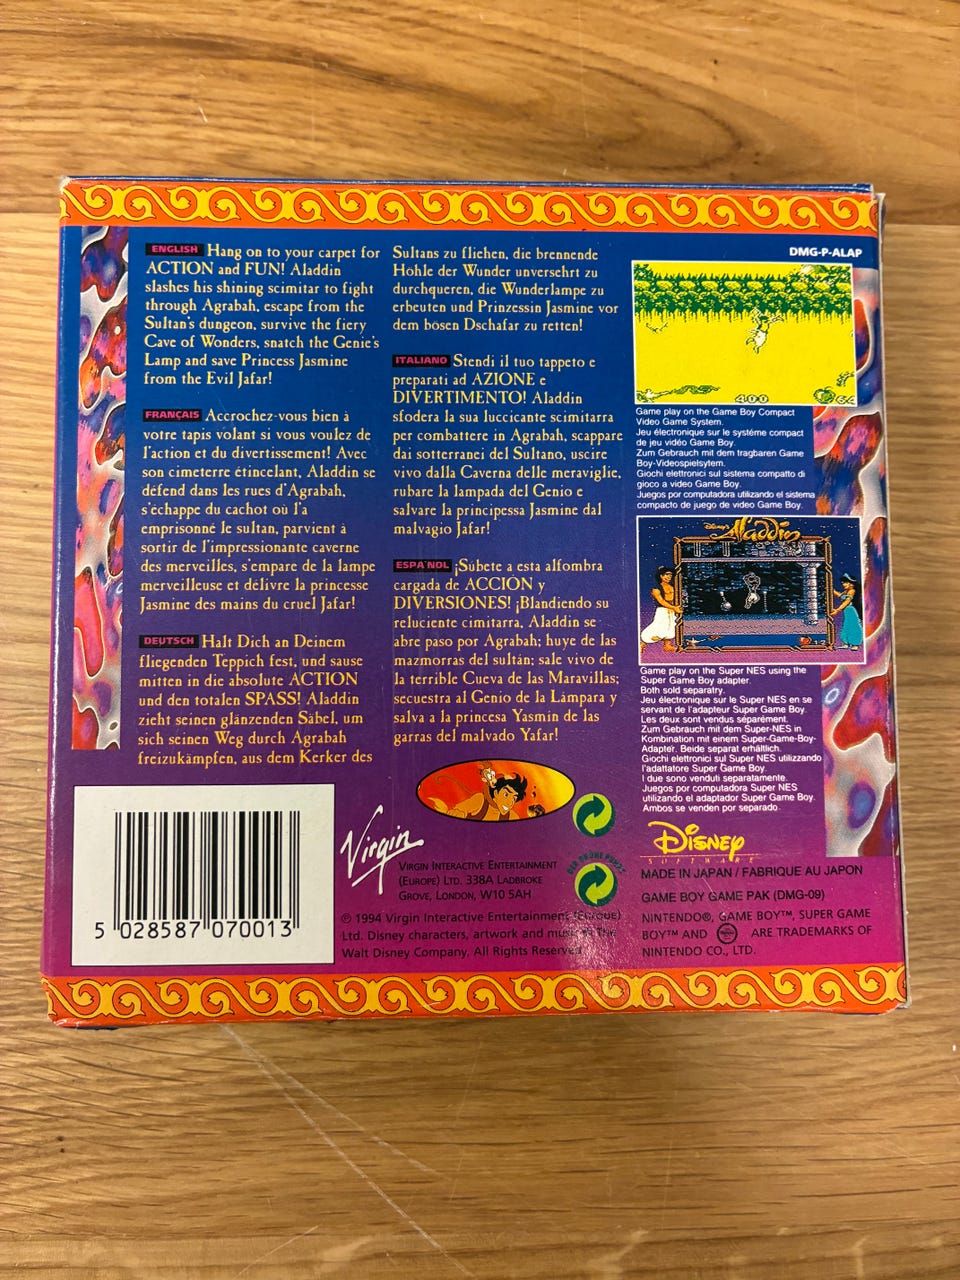 ENGLISH Hang on to your carpet for
ACTION and FUN! Aladdin
slashes his shining scimitar to fight
through Agrabah, escape from the
Sultan's dungeon, survive the fiery
Cave of Wonders, snatch the Genie's
Lamp and save Princess Jasmine
from the Evil Jafar!
FRANÇAIS Accrochez-vous bien à
votre tapis volant si vous voulez de
l'action et du divertissement! Avec
son cimeterre étincelant, Aladdin se
défend dans les rues d'Agrabah,
s'échappe du cachot où l'a
emprisonné le sultan, parvient à
sortir de l'impressionante caverne
des merveilles, s'empare de la lampe
merveilleuse et délivre la princesse
Jasmine des mains du cruel Jafar!
DEUTSCH Halt Dich an Deinem
fliegenden Teppich fest, und sause
mitten in die absolute ACTION
und den totalen SPASS! Aladdin
zieht seinen glänzenden Säbel, um
sich seinen Weg durch Agrabah
freizukämpfen, aus dem Kerker des
Sultans zu fliehen, die brennende
Höhle der Wunder unversehrt zu
durchqueren, die Wunderlampe zu
erbeuten und Prinzessin Jasmine vor
dem bösen Dschafar zu retten!
ITALIANO Stendi il tuo tappeto e
preparati ad AZIONE e
DIVERTIMENTO! Aladdin
sfodera la sua luccicante scimitarra
per combattere in Agrabah, scappare
dai sotterranei del Sultano, uscire
vivo dalla Caverna delle meraviglie,
rubare la lampada del Genio e
salvare la principessa Jasmine dal
malvagio Jafar!
ESPAÑOL ¡Súbete a esta alfombra
cargada de ACCIÓN y
DIVERSIONES! ¡Blandiendo su
reluciente cimitarra, Aladdin se
abre paso por Agrabah; huye de las
mazmorras del sultán; sale vivo de
la terrible Cueva de las Maravillas;
secuestra al Genio de la Lámpara y
salva a la princesa Yasmin de las
garras del malvado Yafar!
DMG-P-ALAP
400
64
Game play on the Game Boy Compact
Video Game System.
Jeu électronique sur le système compact
de jeu vidéo Game Boy.
Zum Gebrauch mit dem tragbaren Game
Boy-Videospielsytem.
Giochi elettronici sul sistema compatto di
gioco a video Game Boy.
Juegos por computadora utilizando el sistema
compacto de juego de video Game Boy.
Disney's
Aladdin
Game play on the Super NES using the
Super Game Boy adapter.
Both sold separatry.
Jeu électronique sur le Super NES en se
servant de l'adapteur Super Game Boy.
Les deux sont vendus séparément.
Zum Gebrauch mit dem Super-NES in
Kombination mit einem Super-Game-Boy-
Adapter. Beide separat erhältlich.
Giochi elettronici sul Super NES utilizzando
l'adattatore Super Game Boy.
I due sono venduti separatamente.
Juegos por computadora Super NES
utilizando el adaptador Super Game Boy.
Ambos se venden por separado.
5 028587 070013
Virgin
VIRGIN INTERACTIVE ENTERTAINMENT
(EUROPE) LTD. 338A LADBROKE
GROVE, LONDON, W10 5AH
© 1994 Virgin Interactive Entertainment (Europe)
Ltd. Disney characters, artwork and music © The
Walt Disney Company. All Rights Reserved
DER GRÜNE PUNKT
DISNEY
SOFTWARE
MADE IN JAPAN / FABRIQUE AU JAPON
GAME BOY GAME PAK (DMG-09)
NINTENDO®, GAME BOY™, SUPER GAME
BOY™ AND ARE TRADEMARKS OF
NINTENDO CO., LTD.